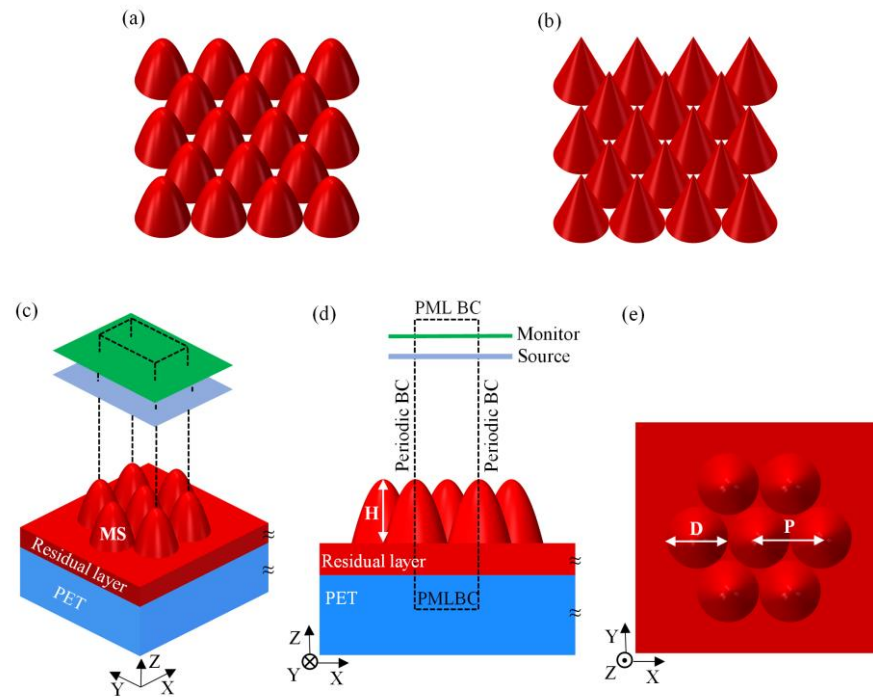 (a)
(b)
(c)
MS
Residual layer
PET
Z
Y
X
(d)
PML BC
Monitor
Source
Periodic BC
Periodic BC
H
Residual layer
PET
PMLBC
≈
≈
≈
≈
Z
Y
X
(e)
D
P
Y
Z
X